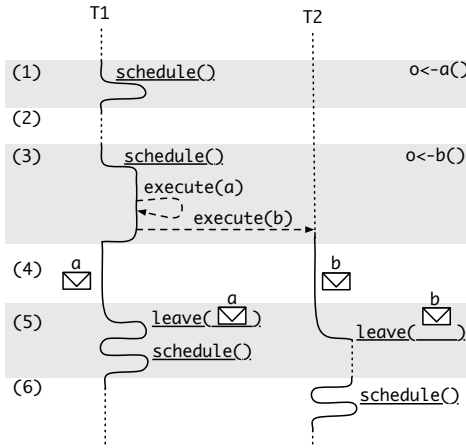 T1 T2
(1) schedule() o<-a()
(2)
(3) schedule() o<-b()
execute(a)
execute(b)
a b
(4)
(5) leave( a ) b
leave( )
schedule()
(6) schedule()